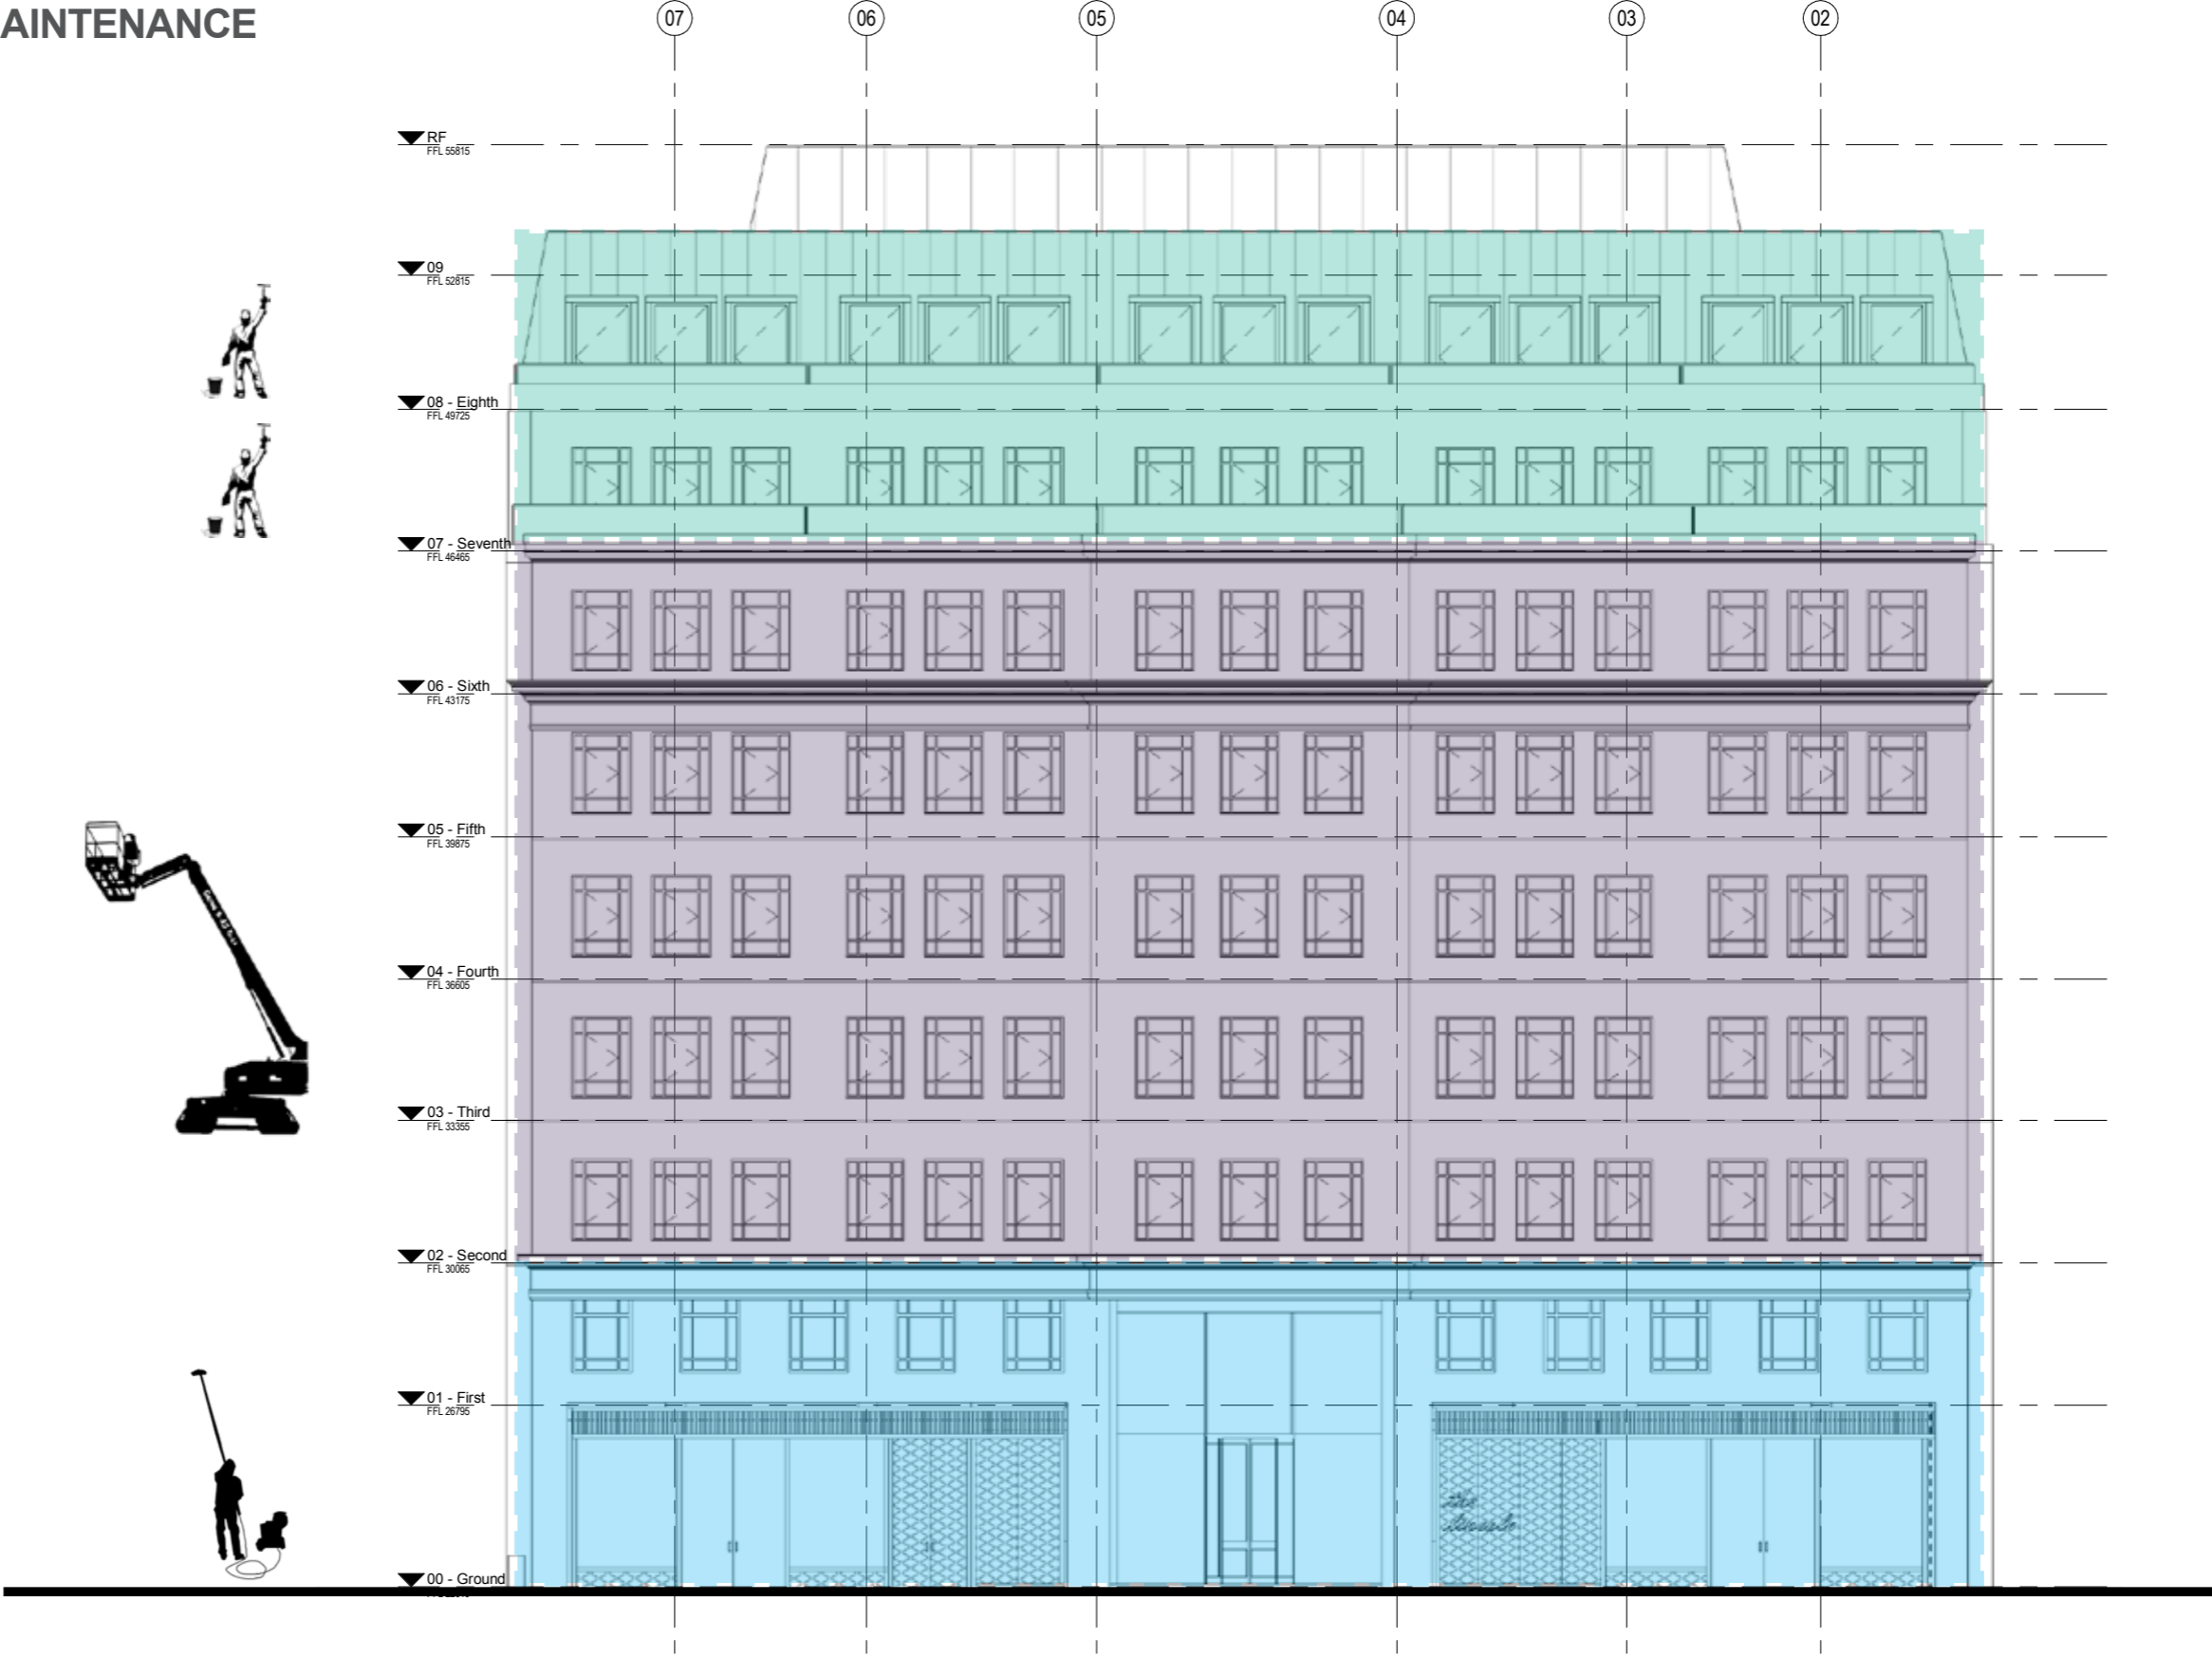 AINTENANCE
07 06 05 04 03 02
RF
FFL 55815
09
FFL 52815
08 - Eighth
FFL 49725
07 - Seventh
FFL 46465
06 - Sixth
FFL 43175
05 - Fifth
FFL 39875
04 - Fourth
FFL 36605
03 - Third
FFL 33355
02 - Second
FFL 30065
01 - First
FFL 26795
the
00 - Ground